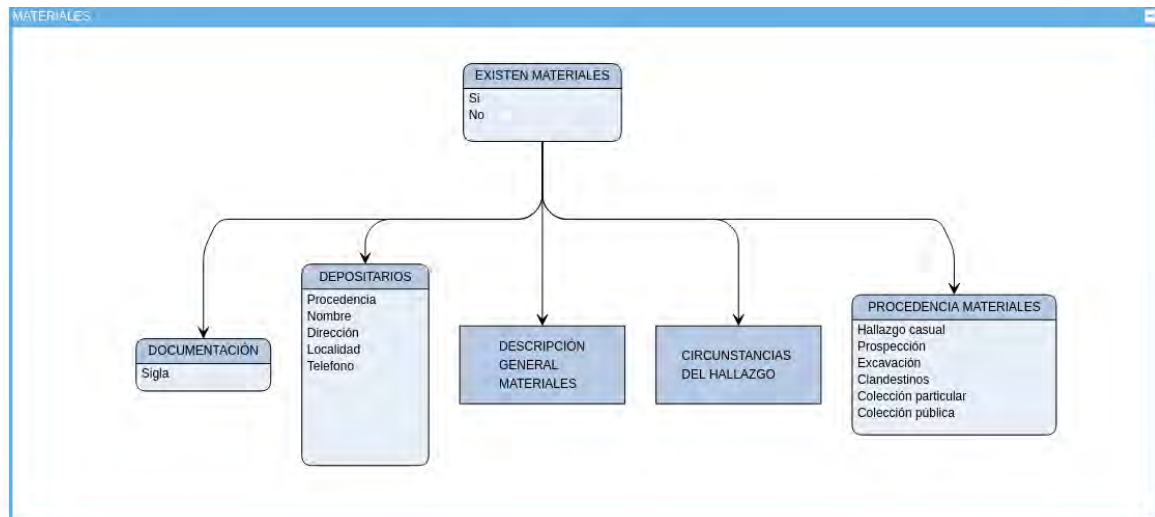 MATERIALES
EXISTEN MATERIALES
Si
No
DOCUMENTACIÓN
Sigla
DEPOSITARIOS
Procedencia
Nombre
Dirección
Localidad
Telefono
DESCRIPCIÓN
GENERAL
MATERIALES
CIRCUNSTANCIAS
DEL HALLAZGO
PROCEDENCIA MATERIALES
Hallazgo casual
Prospección
Excavación
Clandestinos
Colección particular
Colección pública